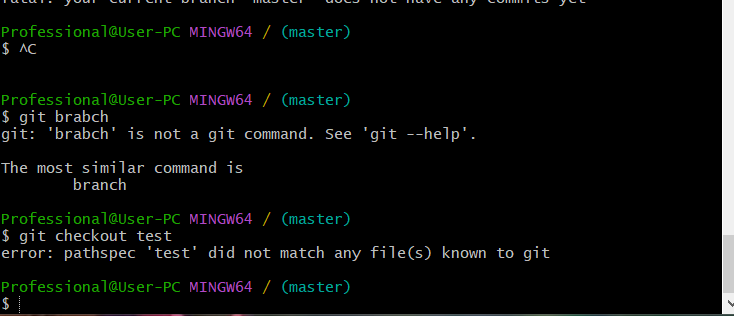 fatal: your current branch 'master' does not have any commits yet
Professional@User-PC MINGW64 / (master)
$ ^C
Professional@User-PC MINGW64 / (master)
$ git brabch
git: 'brabch' is not a git command. See 'git --help'.
The most similar command is
branch
Professional@User-PC MINGW64 / (master)
$ git checkout test
error: pathspec 'test' did not match any file(s) known to git
Professional@User-PC MINGW64 / (master)
$